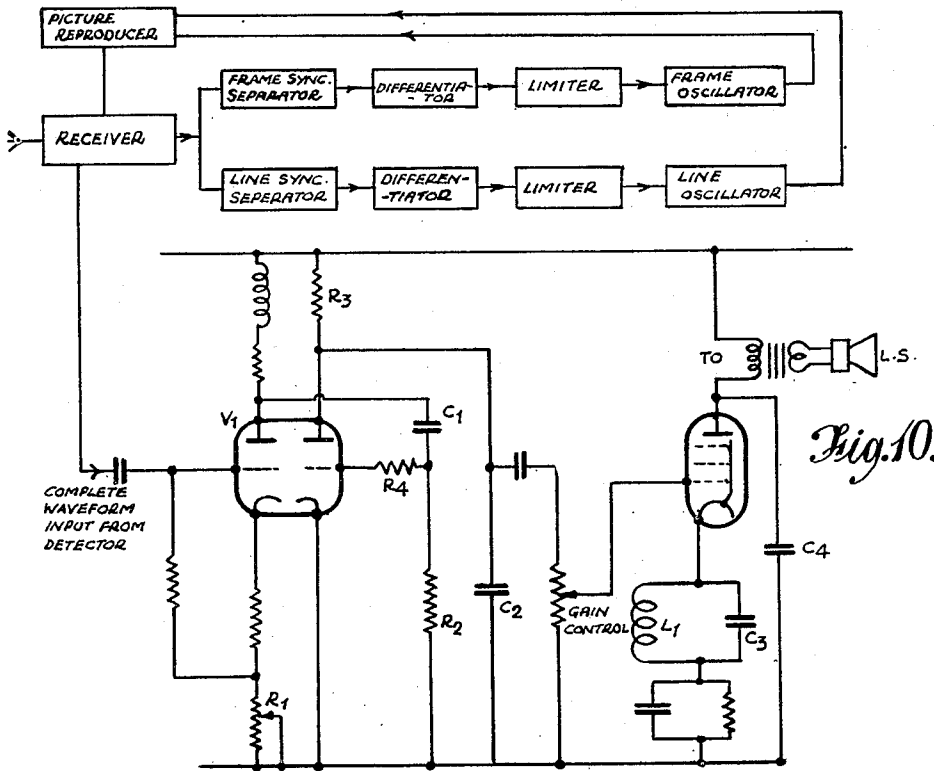 PICTURE
REPRODUCER
FRAME SYNC.
SEPARATOR
DIFFERENTIA-
-TOR
LIMITER
FRAME
OSCILLATOR
RECEIVER
LINE SYNC.
SEPERATOR
DIFFEREN-
-TIATOR
LIMITER
LINE
OSCILLATOR
R3
TO
L.S.
V1
C1
Fig.10.
R4
COMPLETE
WAVEFORM
INPUT FROM
DETECTOR
C4
R2
C2
GAIN
CONTROL
L1
C3
R1